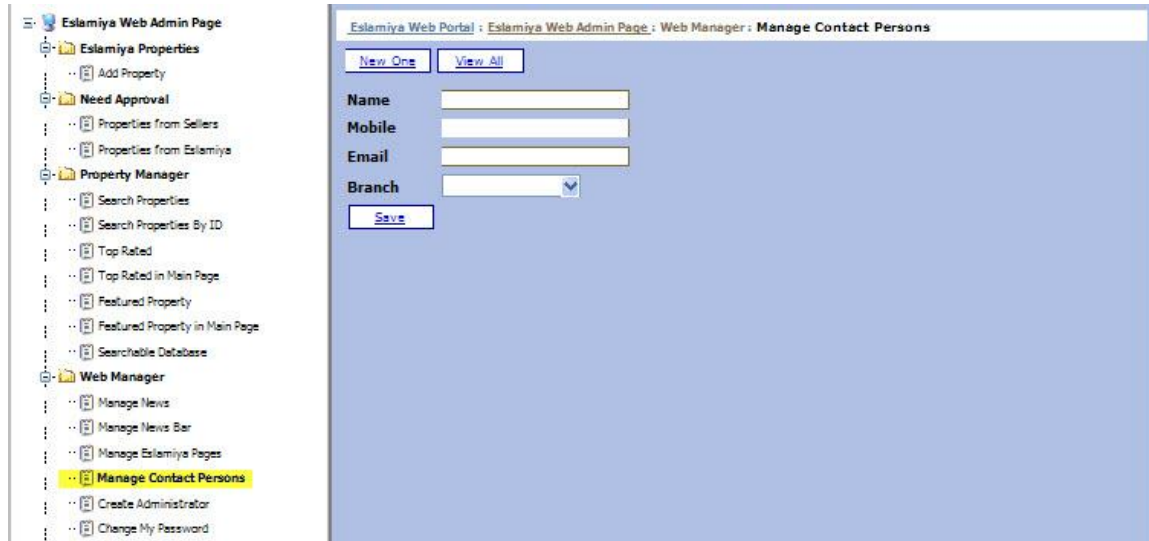 Eslamiya Web Admin Page
Eslamiya Properties
Add Property
Need Approval
Properties from Sellers
Properties from Eslamiya
Property Manager
Search Properties
Search Properties By ID
Top Rated
Top Rated in Main Page
Featured Property
Featured Property in Main Page
Searchable Database
Web Manager
Manage News
Manage News Bar
Manage Eslamiya Pages
Manage Contact Persons
Create Administrator
Change My Password
Eslamiya Web Portal : Eslamiya Web Admin Page : Web Manager : Manage Contact Persons
New One View All
Name
Mobile
Email
Branch
Save